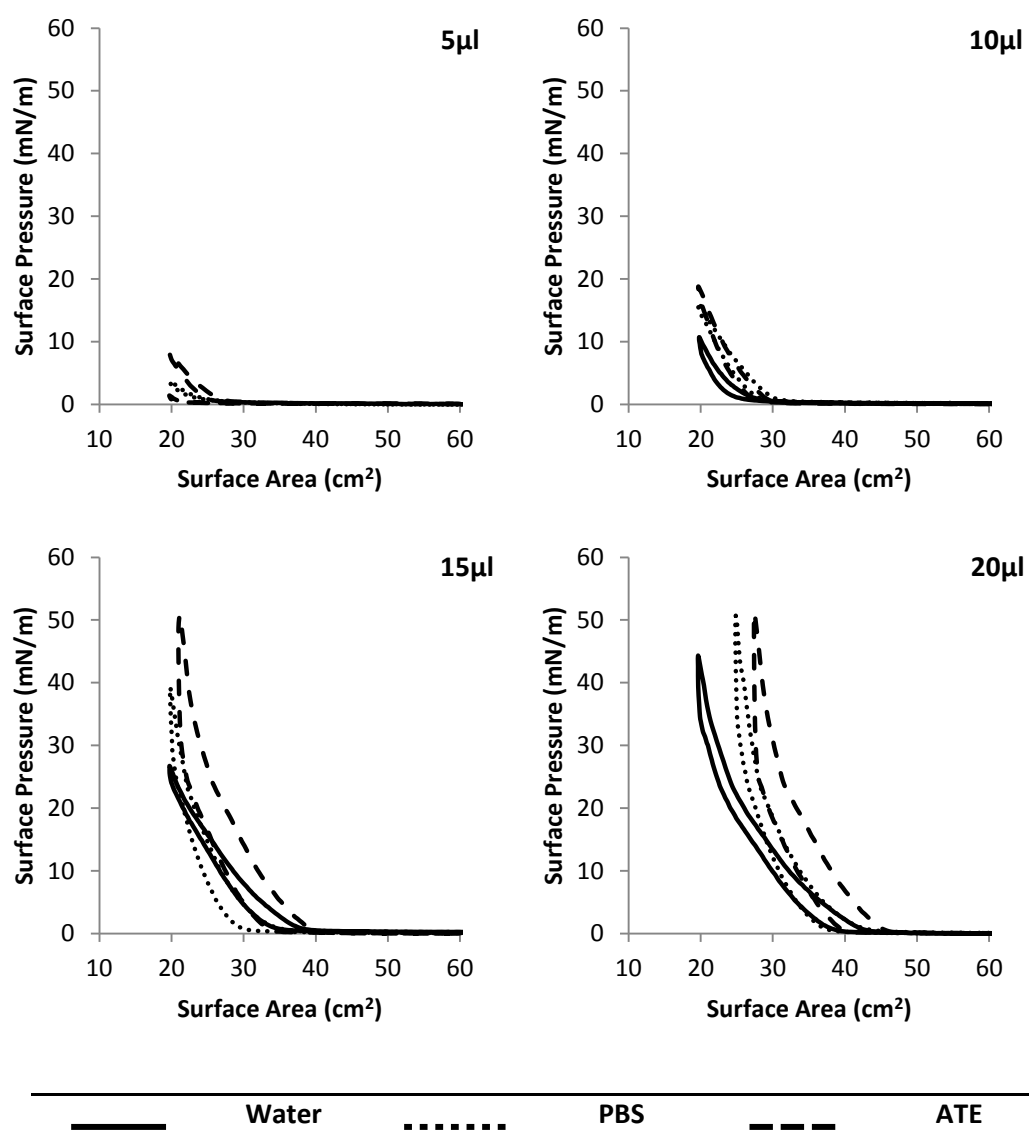 5µl
Surface Pressure (mN/m)
60
50
40
30
20
10
0
10 20 30 40 50 60
Surface Area (cm²)
10µl
Surface Pressure (mN/m)
60
50
40
30
20
10
0
10 20 30 40 50 60
Surface Area (cm²)
15µl
Surface Pressure (mN/m)
60
50
40
30
20
10
0
10 20 30 40 50 60
Surface Area (cm²)
20µl
Surface Pressure (mN/m)
60
50
40
30
20
10
0
10 20 30 40 50 60
Surface Area (cm²)
Water PBS ATE